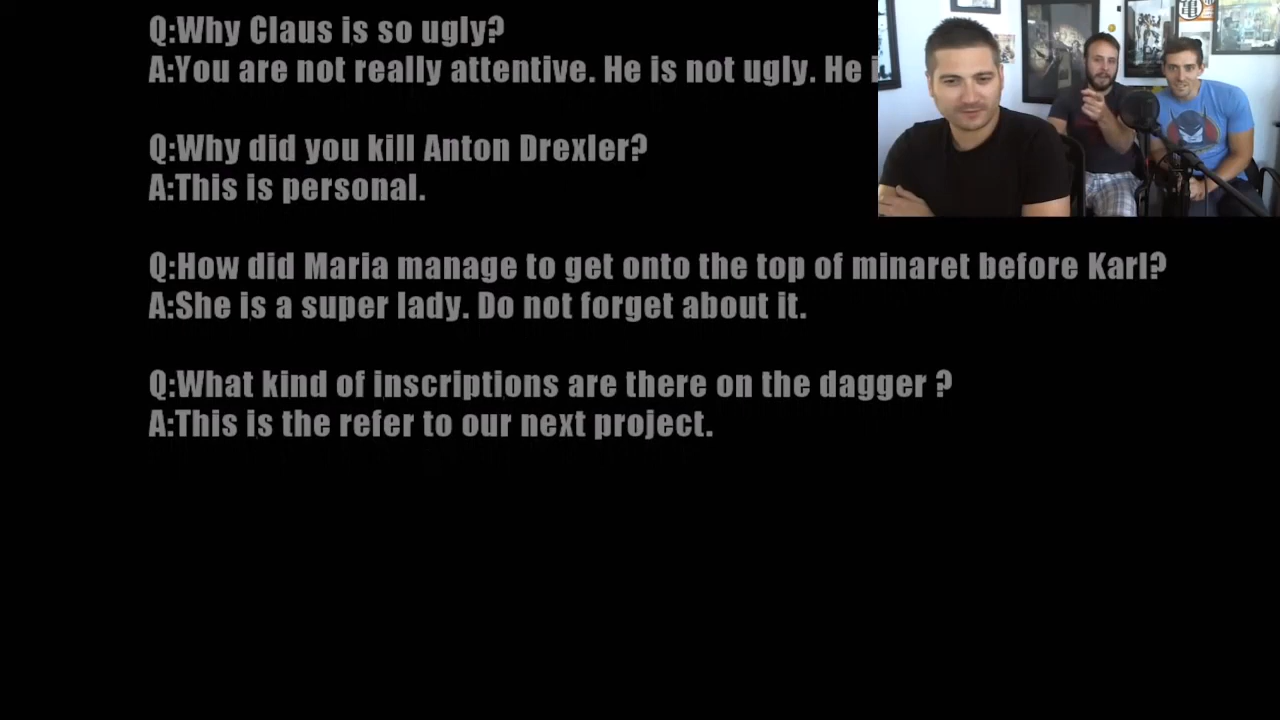 Q:Why Claus is so ugly?
A:You are not really attentive. He is not ugly. He
Q:Why did you kill Anton Drexler?
A:This is personal.
Q:How did Maria manage to get onto the top of minaret before Karl?
A:She is a super lady. Do not forget about it.
Q:What kind of inscriptions are there on the dagger ?
A:This is the refer to our next project.